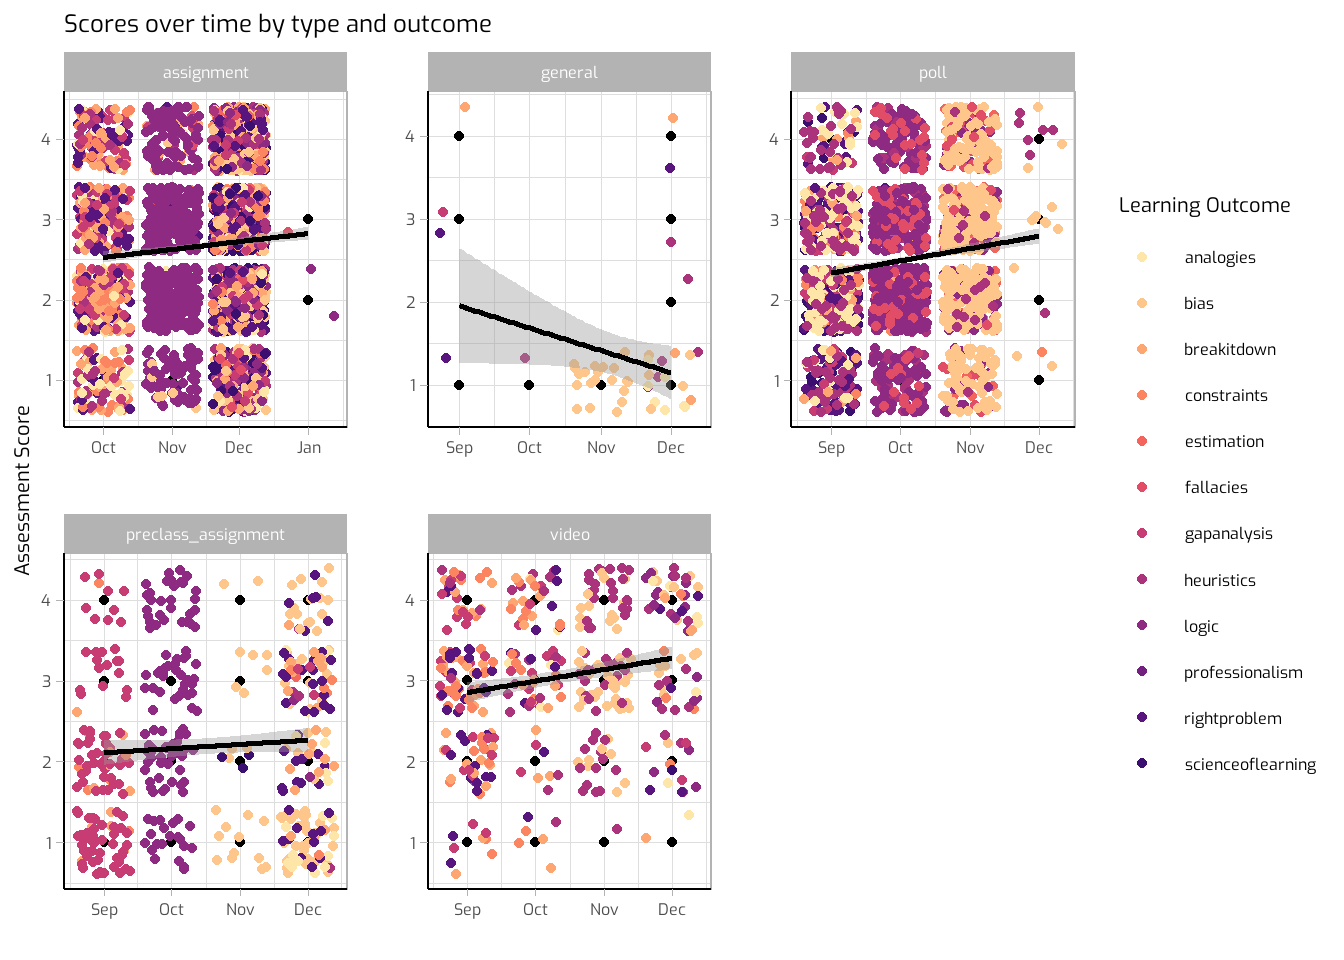 Scores over time by type and outcome
assignment
general
poll
4
3
2
1
Oct Nov Dec Jan
4
3
2
1
Sep Oct Nov Dec
4
3
2
1
Sep Oct Nov Dec
Assessment Score
preclass_assignment
video
4
3
2
1
Sep Oct Nov Dec
4
3
2
1
Sep Oct Nov Dec
Learning Outcome
analogies
bias
breakitdown
constraints
estimation
fallacies
gapanalysis
heuristics
logic
professionalism
rightproblem
scienceoflearning